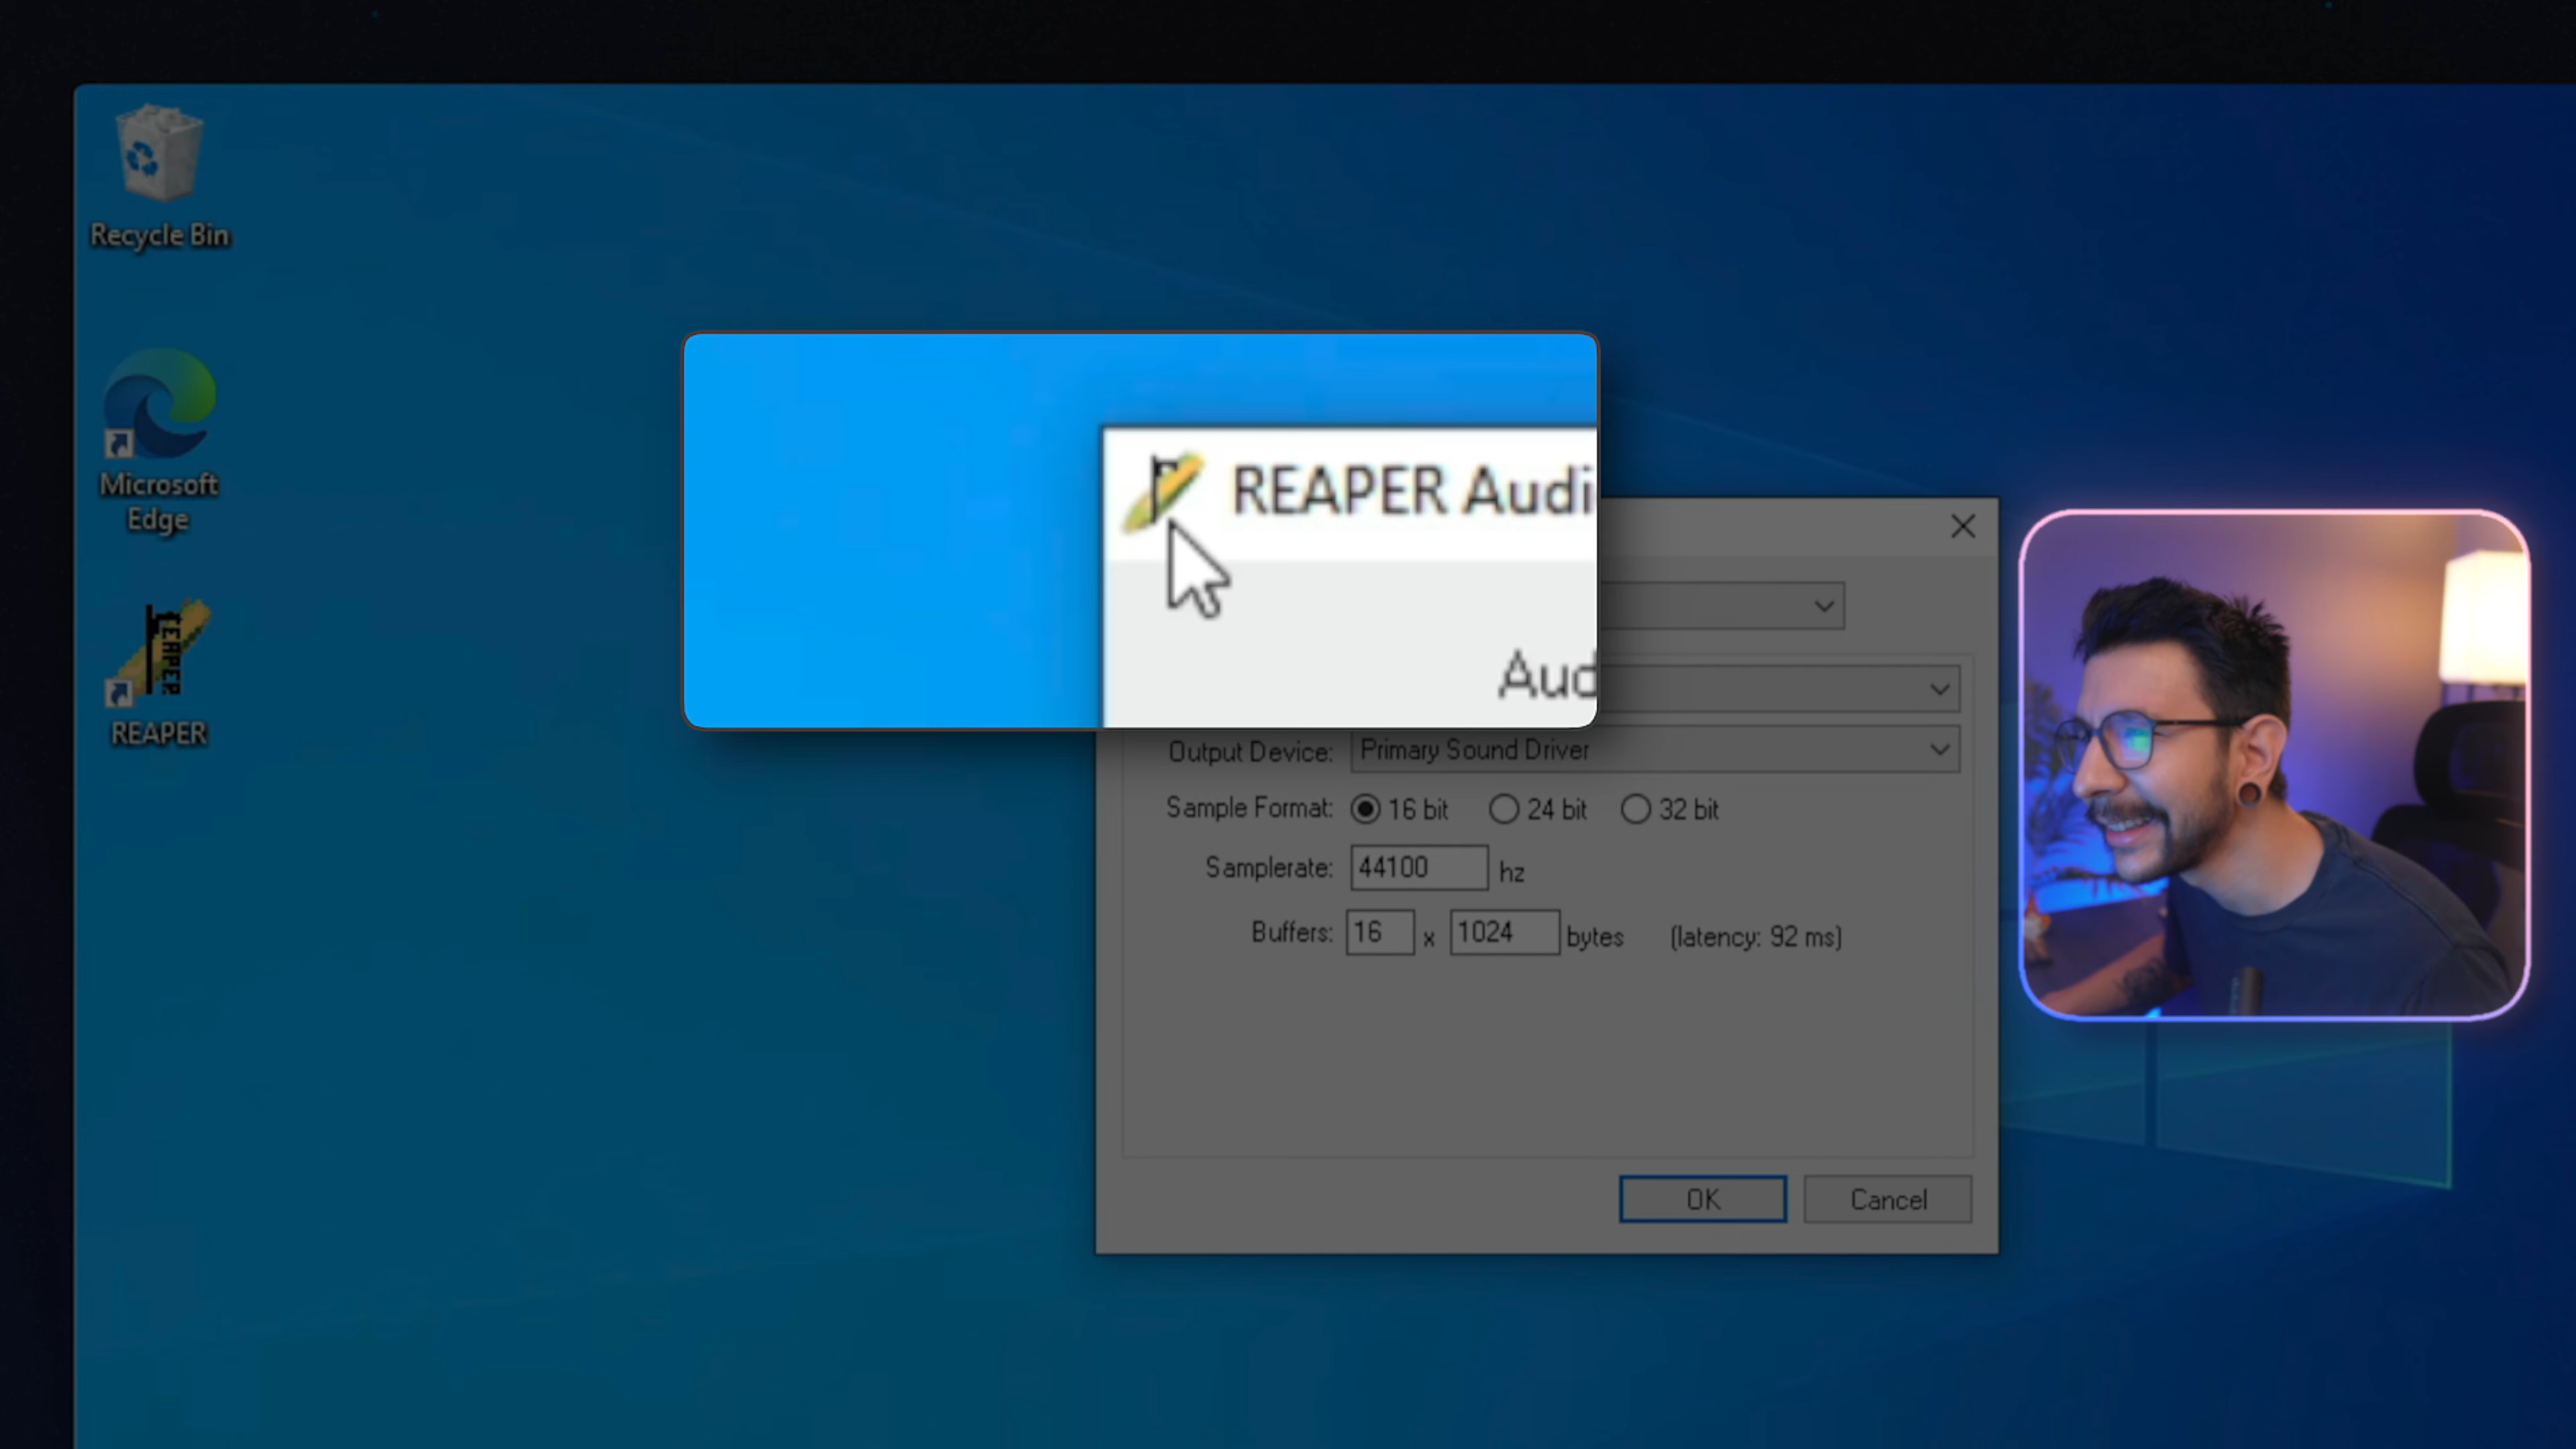 Recycle Bin
Microsoft
Edge
REAPER
REAPER
REAPER Audi
Aud
Output Device: Primary Sound Driver
Sample Format: 16 bit 24 bit 32 bit
Samplerate: 44100 hz
Buffers: 16 x 1024 bytes (latency: 92 ms)
OK Cancel